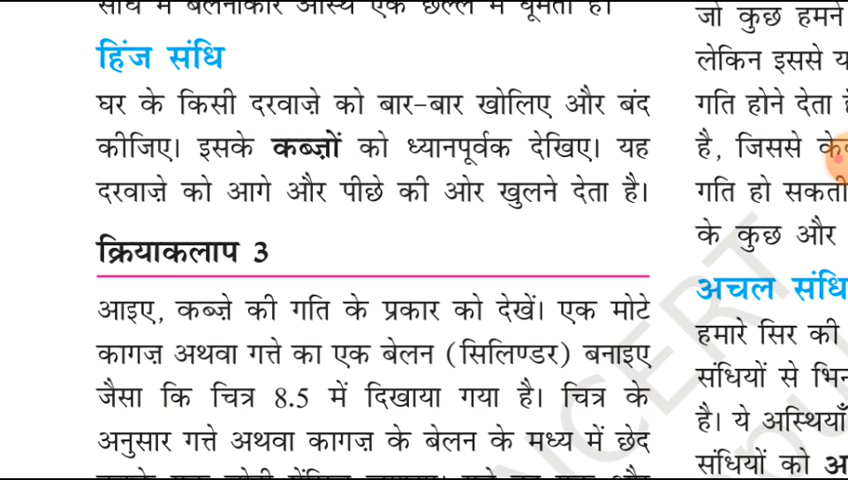 हिंज संधि
घर के किसी दरवाज़े को बार-बार खोलिए और बंद
कीजिए। इसके कब्ज़ों को ध्यानपूर्वक देखिए। यह
दरवाज़े को आगे और पीछे की ओर खुलने देता है।
क्रियाकलाप 3
आइए, कब्ज़े की गति के प्रकार को देखें। एक मोटे
कागज़ अथवा गत्ते का एक बेलन (सिलिण्डर) बनाइए
जैसा कि चित्र 8.5 में दिखाया गया है। चित्र के
अनुसार गत्ते अथवा कागज़ के बेलन के मध्य में छेद
जो कुछ हमने
लेकिन इससे
गति होने देता
है, जिससे
गति हो सकती
के कुछ और
अचल संधि
हमारे सिर की
संधियों से
है। ये अस्थियाँ
संधियों को